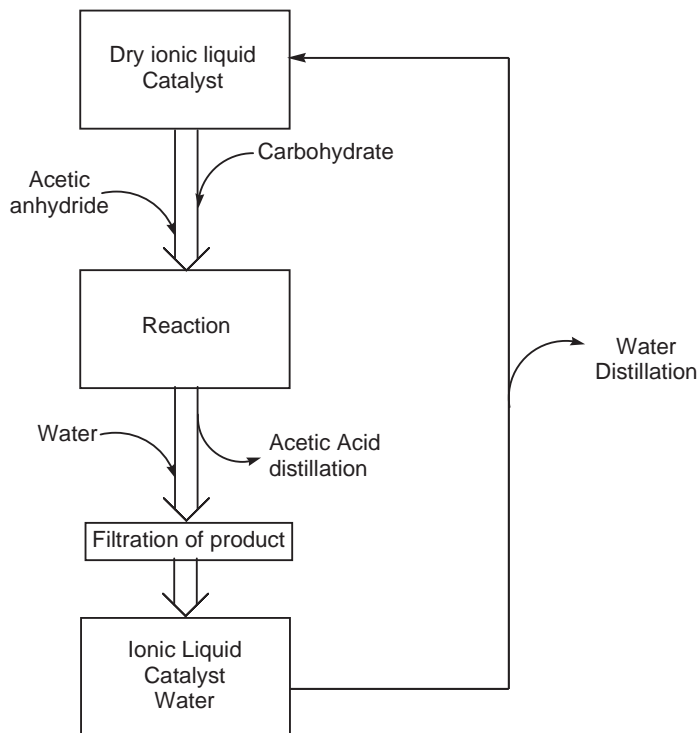 Dry ionic liquid
Catalyst
Carbohydrate
Acetic
anhydride
Reaction
Water
Distillation
Water
Acetic Acid
distillation
Filtration of product
Ionic Liquid
Catalyst
Water